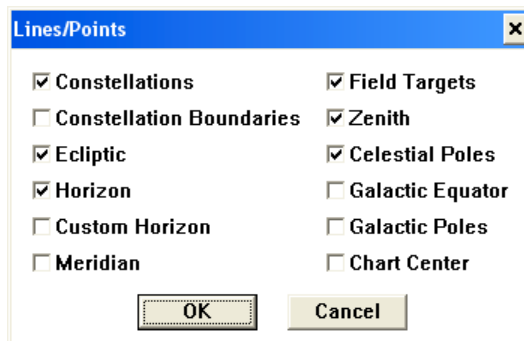 Lines/Points
Constellations
Field Targets
Constellation Boundaries
Zenith
Ecliptic
Celestial Poles
Horizon
Galactic Equator
Custom Horizon
Galactic Poles
Meridian
Chart Center
OK
Cancel